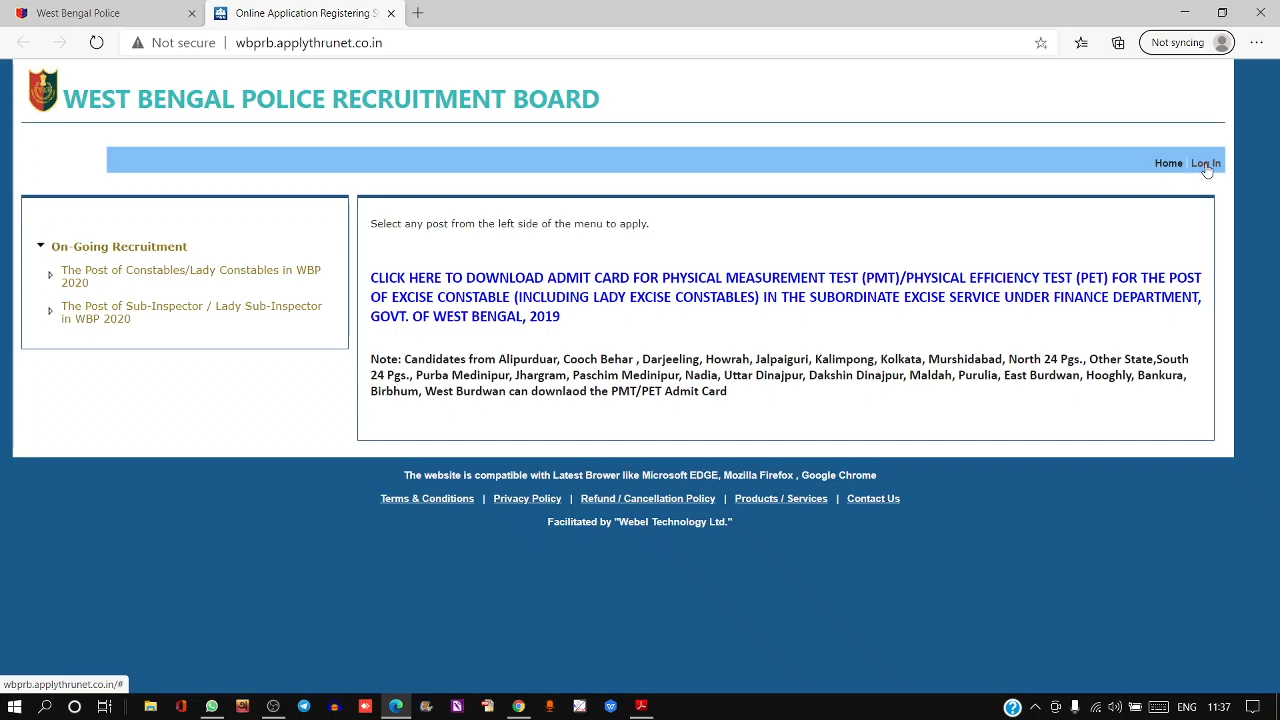 West Bengal Police
Online Application Registering S
Not secure
wbprb.applythrunet.co.in
Not syncing
WEST BENGAL POLICE RECRUITMENT BOARD
Home Log In
On-Going Recruitment
The Post of Constables/Lady Constables in WBP
2020
The Post of Sub-Inspector / Lady Sub-Inspector
in WBP 2020
Select any post from the left side of the menu to apply.
CLICK HERE TO DOWNLOAD ADMIT CARD FOR PHYSICAL MEASUREMENT TEST (PMT)/PHYSICAL EFFICIENCY TEST (PET) FOR THE POST
OF EXCISE CONSTABLE (INCLUDING LADY EXCISE CONSTABLES) IN THE SUBORDINATE EXCISE SERVICE UNDER FINANCE DEPARTMENT,
GOVT. OF WEST BENGAL, 2019
Note: Candidates from Alipurduar, Cooch Behar , Darjeeling, Howrah, Jalpaiguri, Kalimpong, Kolkata, Murshidabad, North 24 Pgs., Other State,South
24 Pgs., Purba Medinipur, Jhargram, Paschim Medinipur, Nadia, Uttar Dinajpur, Dakshin Dinajpur, Maldah, Purulia, East Burdwan, Hooghly, Bankura,
Birbhum, West Burdwan can downlaod the PMT/PET Admit Card
The website is compatible with Latest Brower like Microsoft EDGE, Mozilla Firefox , Google Chrome
Terms & Conditions | Privacy Policy | Refund / Cancellation Policy | Products / Services | Contact Us
Facilitated by "Webel Technology Ltd."
wbprb.applythrunet.co.in/#
ENG 11:37